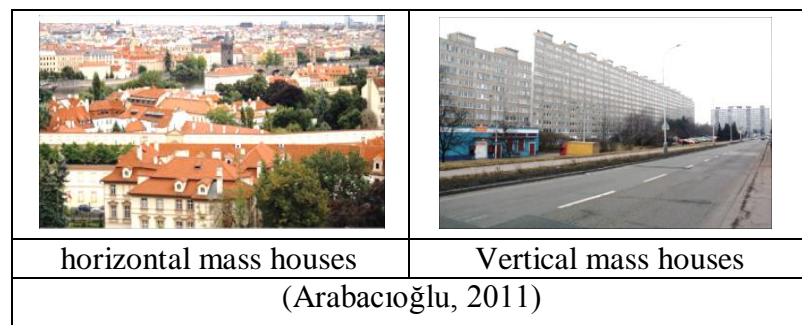 horizontal mass houses
Vertical mass houses
(Arabacıoğlu, 2011)